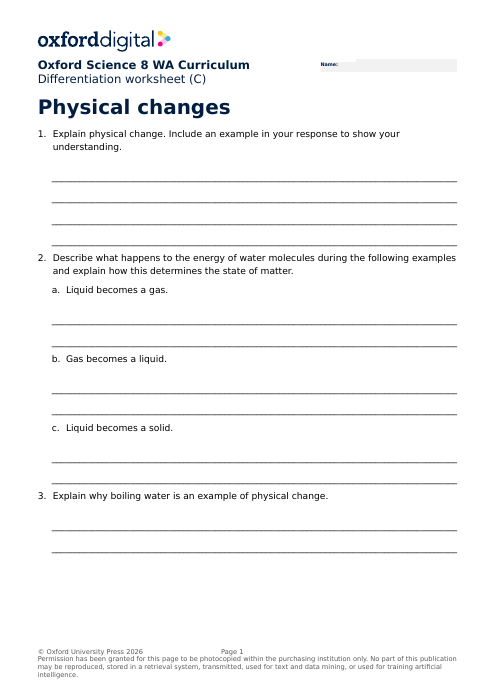 oxforddigital
Oxford Science 8 WA Curriculum
Name:
Differentiation worksheet (C)
Physical changes
1. Explain physical change. Include an example in your response to show your
understanding.
2. Describe what happens to the energy of water molecules during the following examples
and explain how this determines the state of matter.
a. Liquid becomes a gas.
b. Gas becomes a liquid.
c. Liquid becomes a solid.
3. Explain why boiling water is an example of physical change.
© Oxford University Press 2026 Page 1
Permission has been granted for this page to be photocopied within the purchasing institution only. No part of this publication
may be reproduced, stored in a retrieval system, transmitted, used for text and data mining, or used for training artificial
intelligence.